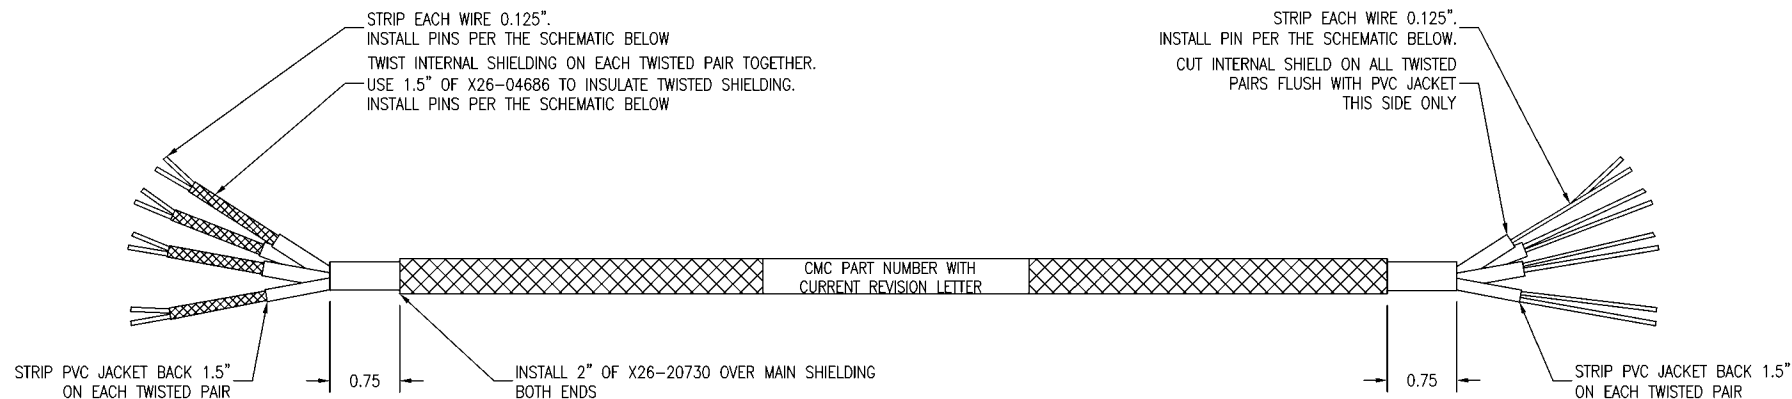 STRIP EACH WIRE 0.125".
INSTALL PINS PER THE SCHEMATIC BELOW
TWIST INTERNAL SHIELDING ON EACH TWISTED PAIR TOGETHER.
USE 1.5" OF X26-04686 TO INSULATE TWISTED SHIELDING.
INSTALL PINS PER THE SCHEMATIC BELOW
STRIP EACH WIRE 0.125".
INSTALL PIN PER THE SCHEMATIC BELOW.
CUT INTERNAL SHIELD ON ALL TWISTED
PAIRS FLUSH WITH PVC JACKET
THIS SIDE ONLY
CMC PART NUMBER WITH
CURRENT REVISION LETTER
STRIP PVC JACKET BACK 1.5"
ON EACH TWISTED PAIR
0.75
INSTALL 2" OF X26-20730 OVER MAIN SHIELDING
BOTH ENDS
0.75
STRIP PVC JACKET BACK 1.5"
ON EACH TWISTED PAIR